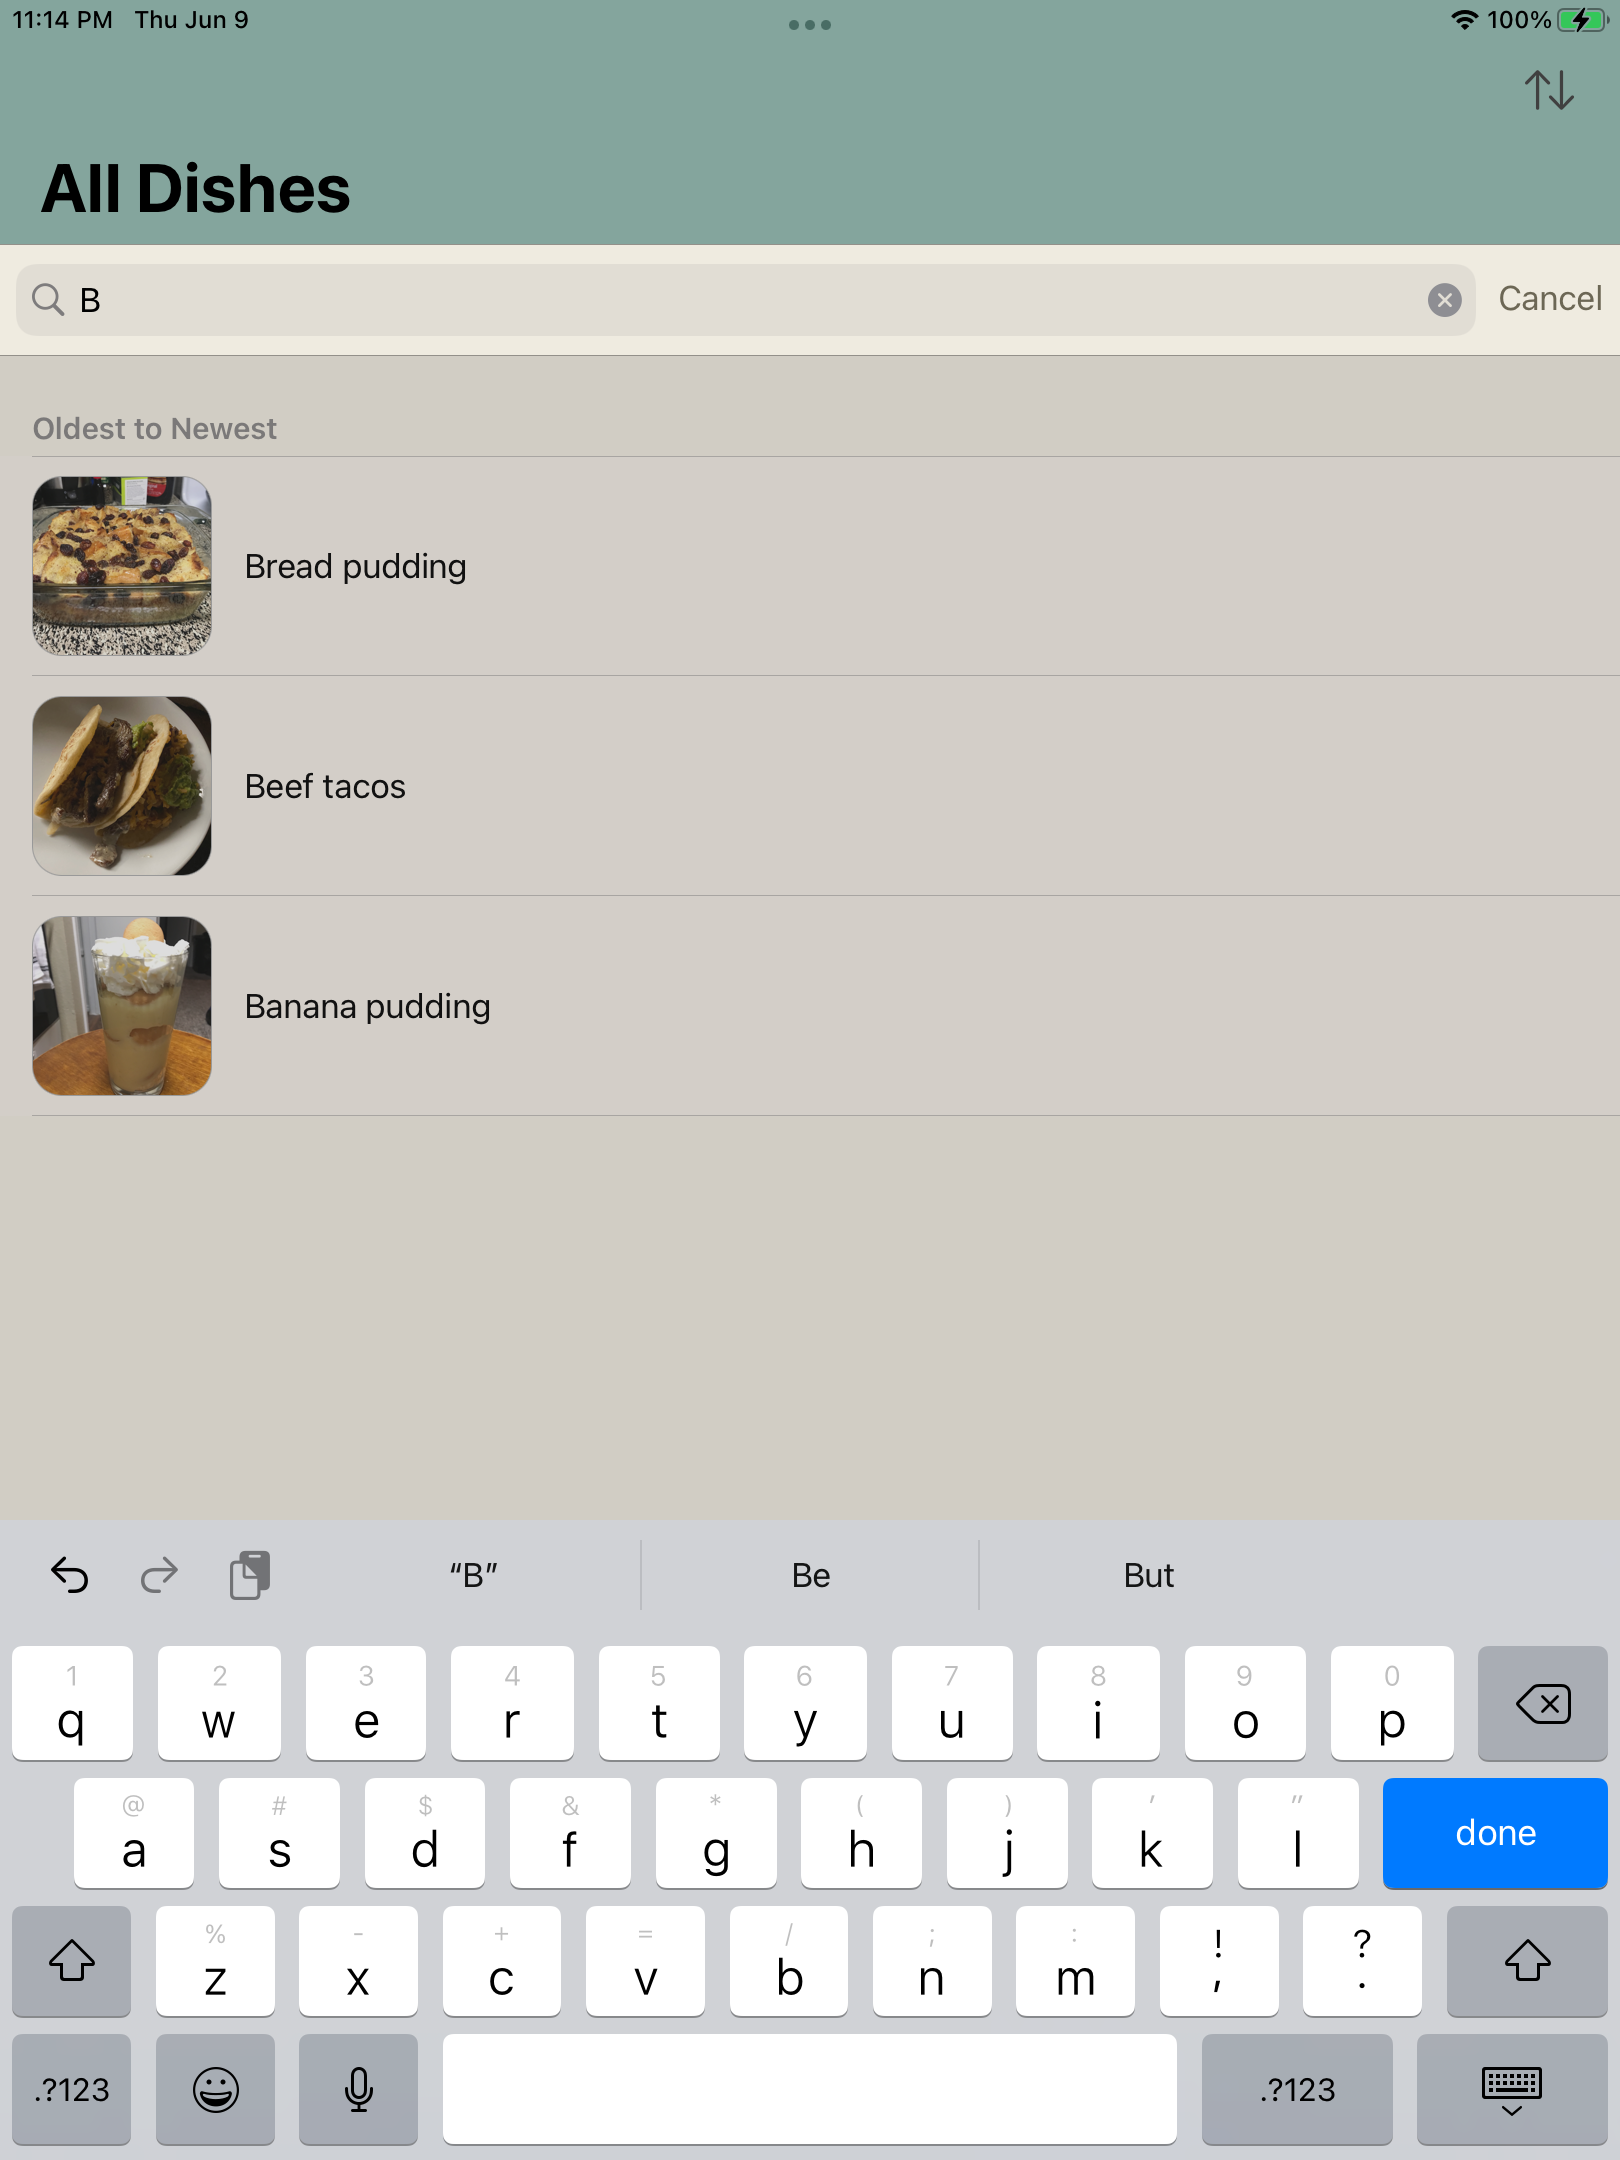 11:14 PM Thu Jun 9
100%
All Dishes
B
Cancel
Oldest to Newest
Bread pudding
Beef tacos
Banana pudding
“B” Be But
1 2 3 4 5 6 7 8 9 0
q w e r t y u i o p
@ # $ & * ( ) ' "
a s d f g h j k l done
% - + = / ; : ! ?
z x c v b n m , .
.?123 .?123